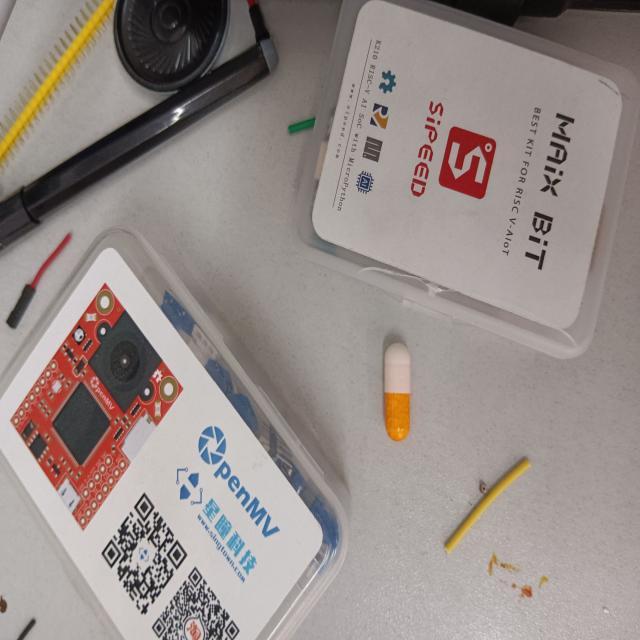 MAix BiT
BEST KIT FOR RISC V-AIoT
SiPEED
K210 RISC-V AI SoC with MicroPython
www.sipeed.com
OpenMV
OpenMV
星瞳科技
www.singtown.com